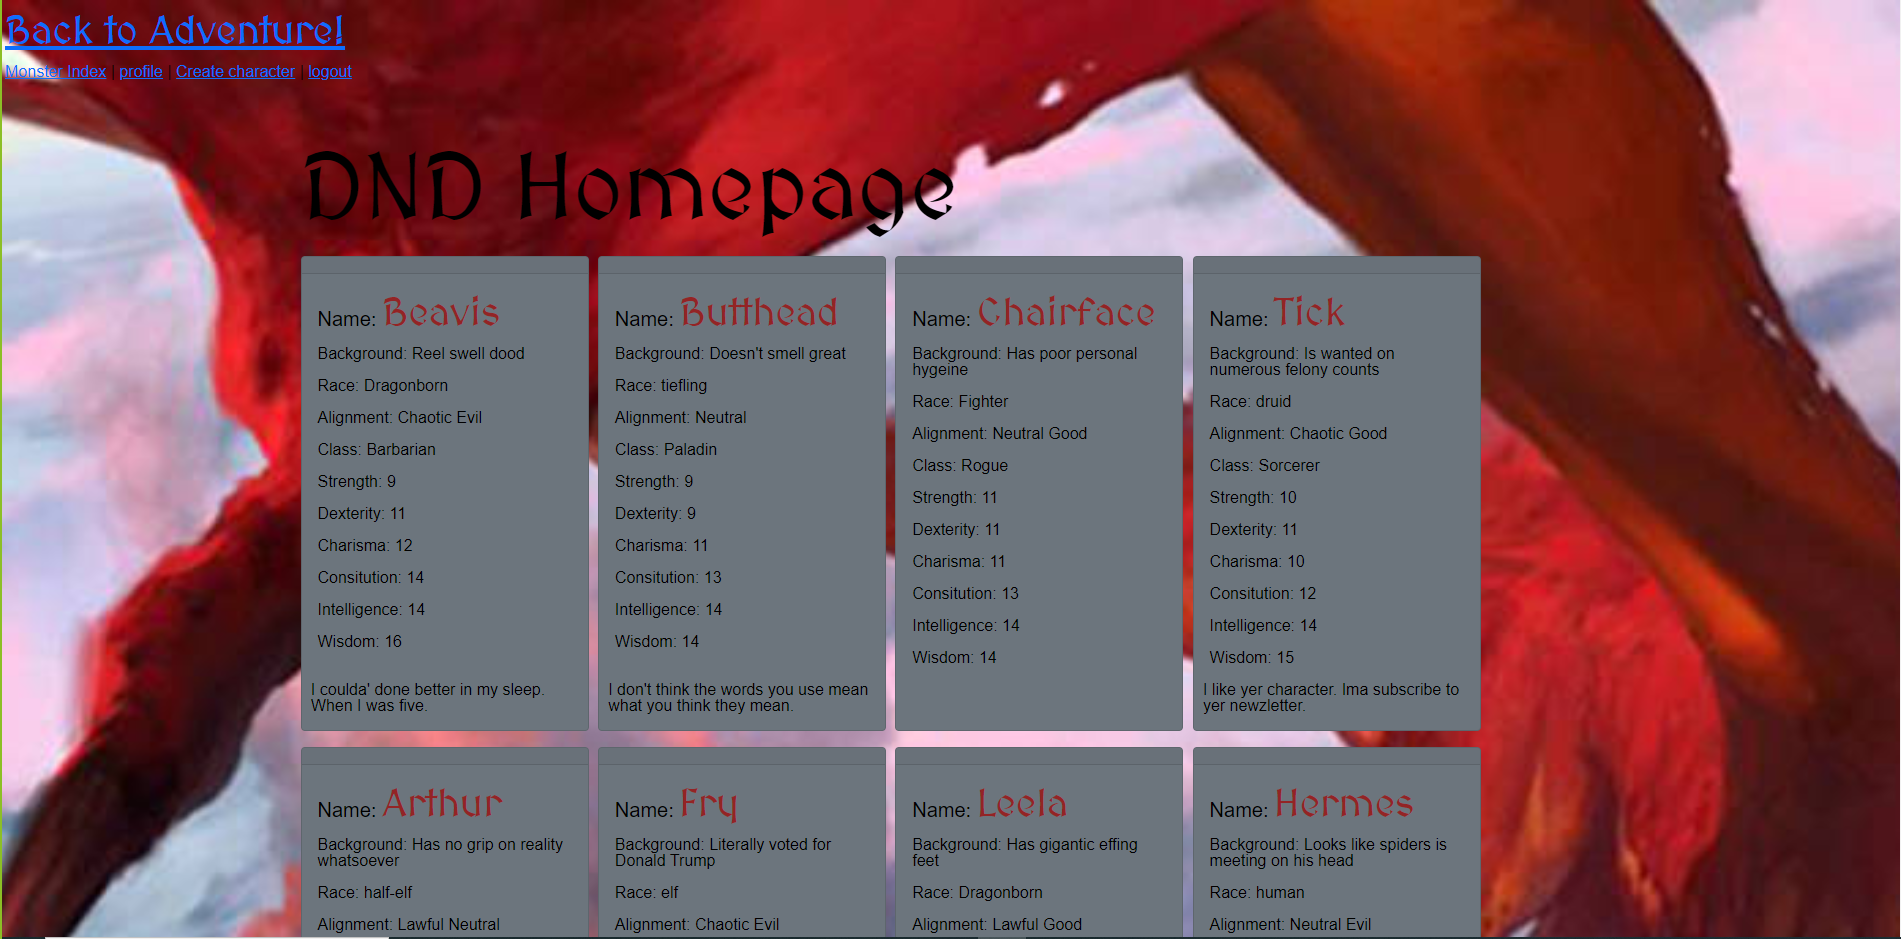 Back to Adventure!
Monster Index | profile | Create character | logout
DND Homepage
Name: Beavis
Background: Reel swell dood
Race: Dragonborn
Alignment: Chaotic Evil
Class: Barbarian
Strength: 9
Dexterity: 11
Charisma: 12
Consitution: 14
Intelligence: 14
Wisdom: 16
I coulda' done better in my sleep.
When I was five.
Name: Butthead
Background: Doesn't smell great
Race: tiefling
Alignment: Neutral
Class: Paladin
Strength: 9
Dexterity: 9
Charisma: 11
Consitution: 13
Intelligence: 14
Wisdom: 14
I don't think the words you use mean
what you think they mean.
Name: Chairface
Background: Has poor personal
hygeine
Race: Fighter
Alignment: Neutral Good
Class: Rogue
Strength: 11
Dexterity: 11
Charisma: 11
Consitution: 13
Intelligence: 14
Wisdom: 14
Name: Tick
Background: Is wanted on
numerous felony counts
Race: druid
Alignment: Chaotic Good
Class: Sorcerer
Strength: 10
Dexterity: 11
Charisma: 10
Consitution: 12
Intelligence: 14
Wisdom: 15
I like yer character. Ima subscribe to
yer newzletter.
Name: Arthur
Background: Has no grip on reality
whatsoever
Race: half-elf
Alignment: Lawful Neutral
Name: Fry
Background: Literally voted for
Donald Trump
Race: elf
Alignment: Chaotic Evil
Name: Leela
Background: Has gigantic effing
feet
Race: Dragonborn
Alignment: Lawful Good
Name: Hermes
Background: Looks like spiders is
meeting on his head
Race: human
Alignment: Neutral Evil